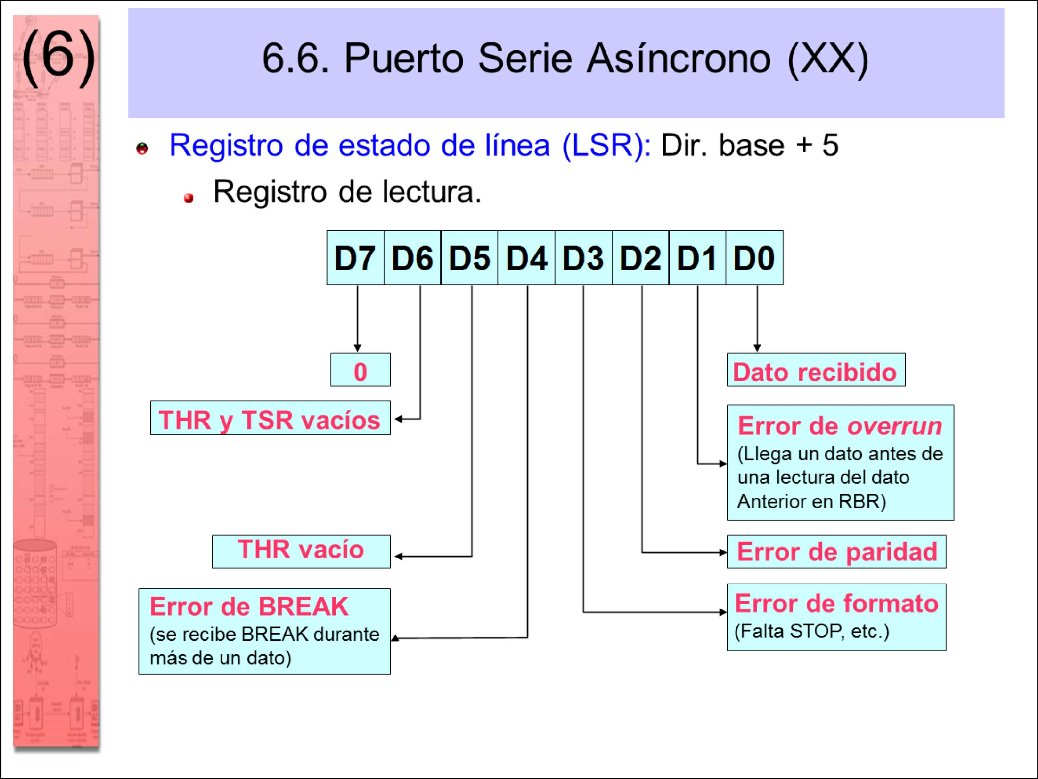 (6)
6.6. Puerto Serie Asíncrono (XX)
Registro de estado de línea (LSR): Dir. base + 5
Registro de lectura.
D7 D6 D5 D4 D3 D2 D1 D0
0
Dato recibido
THR y TSR vacíos
Error de overrun
(Llega un dato antes de
una lectura del dato
Anterior en RBR)
THR vacío
Error de paridad
Error de BREAK
(se recibe BREAK durante
más de un dato)
Error de formato
(Falta STOP, etc.)